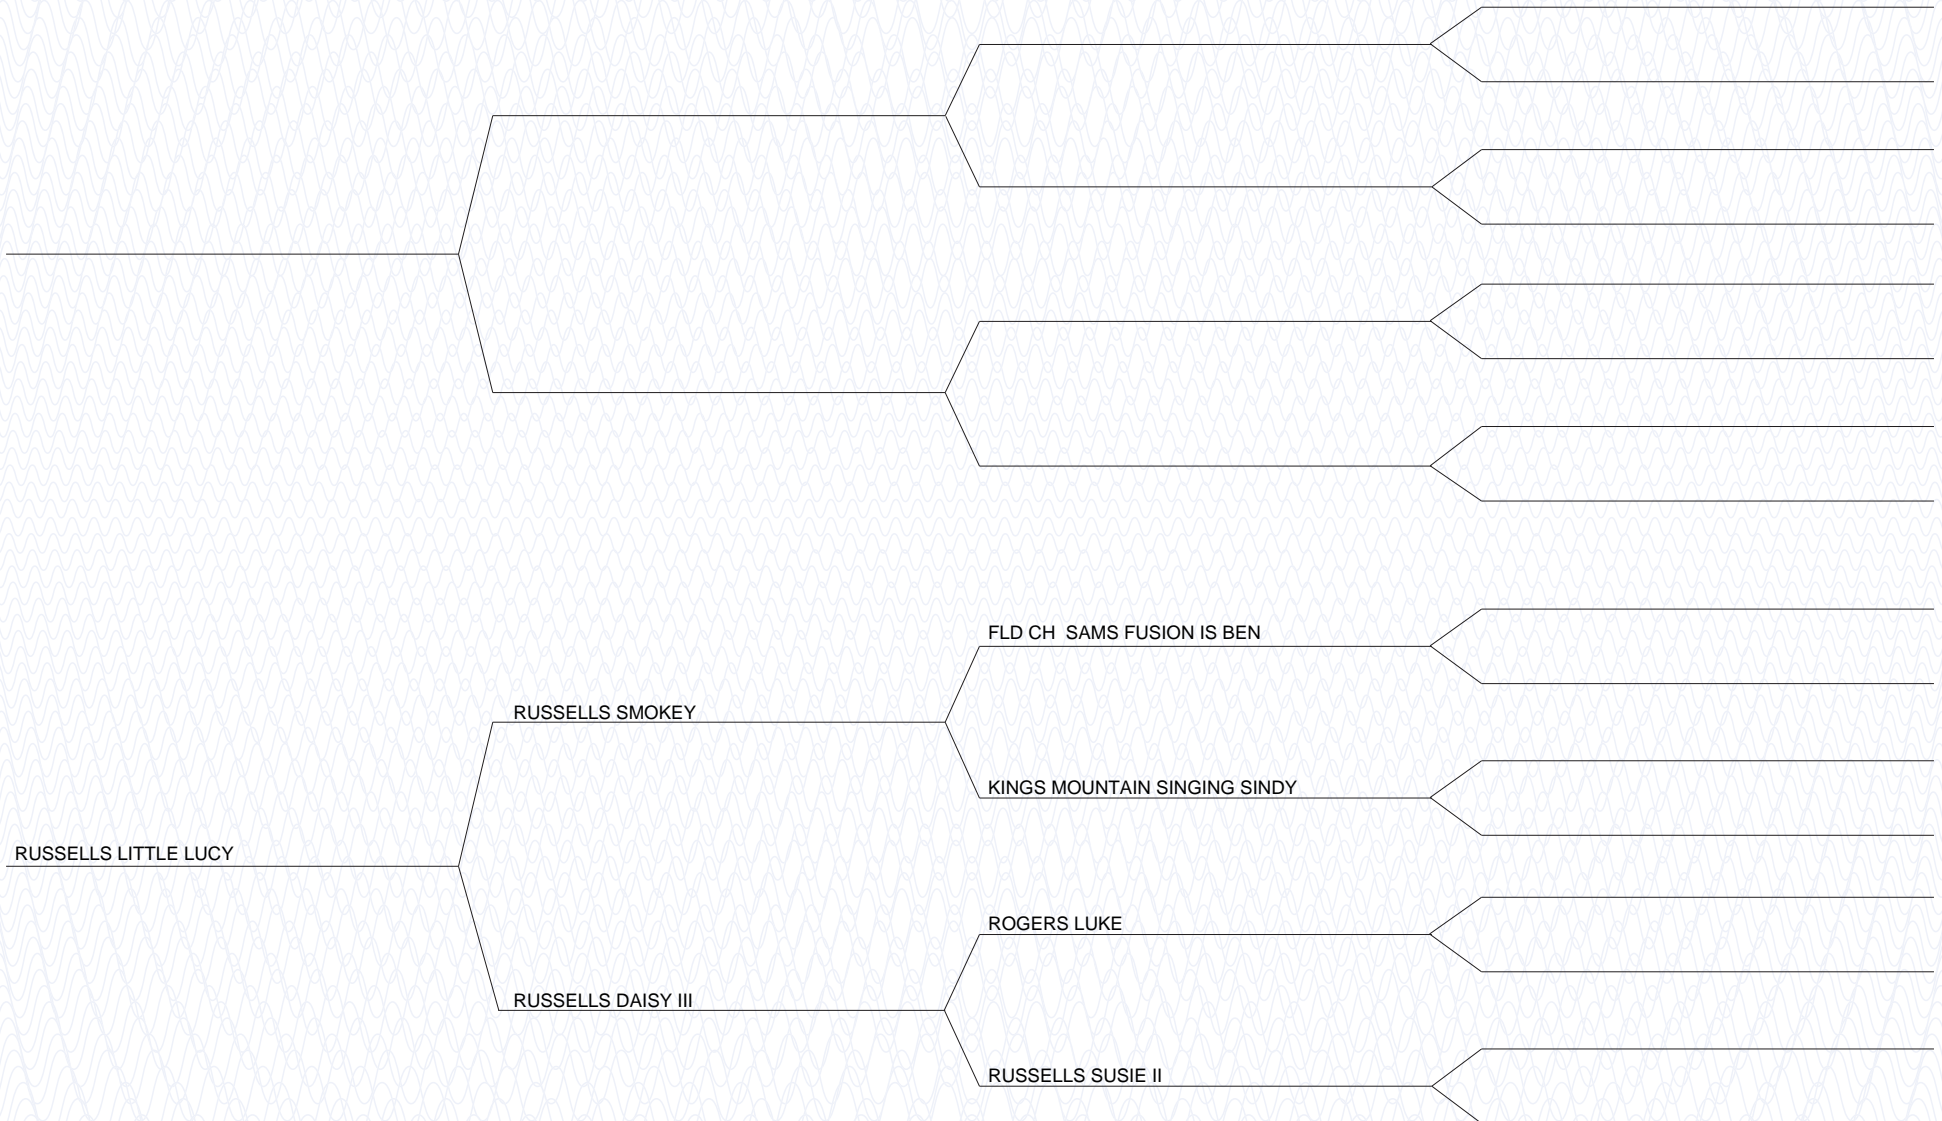 FLD CH  SAMS FUSION IS BEN
RUSSELLS SMOKEY
KINGS MOUNTAIN SINGING SINDY
RUSSELLS LITTLE LUCY
ROGERS LUKE
RUSSELLS DAISY III
RUSSELLS SUSIE II